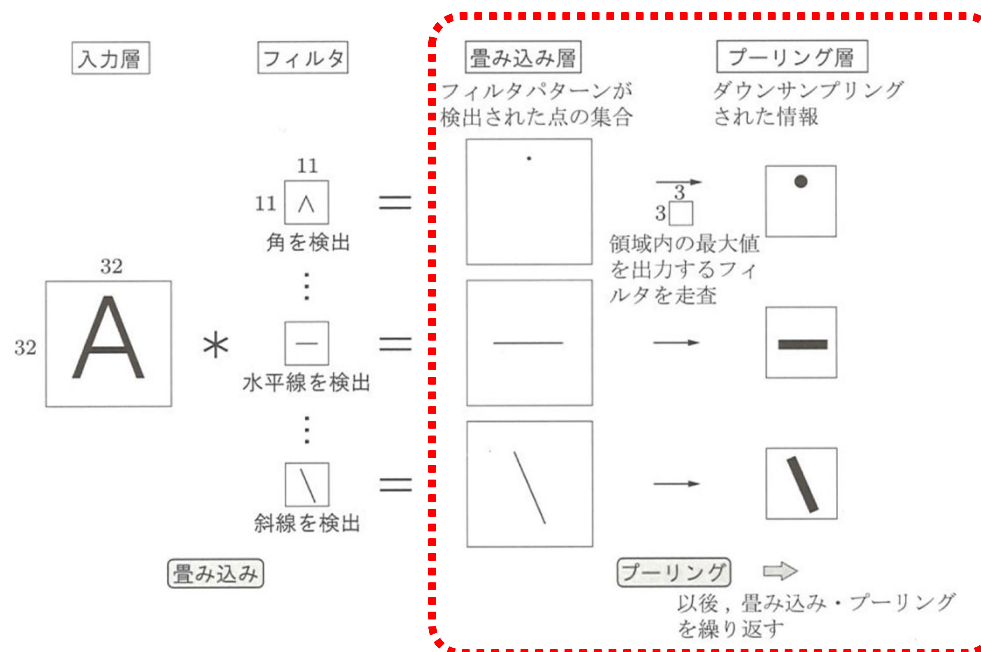 入力層
フィルタ
畳み込み層
プーリング層
フィルタパターンが
検出された点の集合
ダウンサンプリング
された情報
11
11
角を検出
3
3
領域内の最大値
を出力するフィ
ルタを走査
32
32
*
=
=
=
水平線を検出
斜線を検出
畳み込み
プーリング
以後,畳み込み・プーリング
を繰り返す